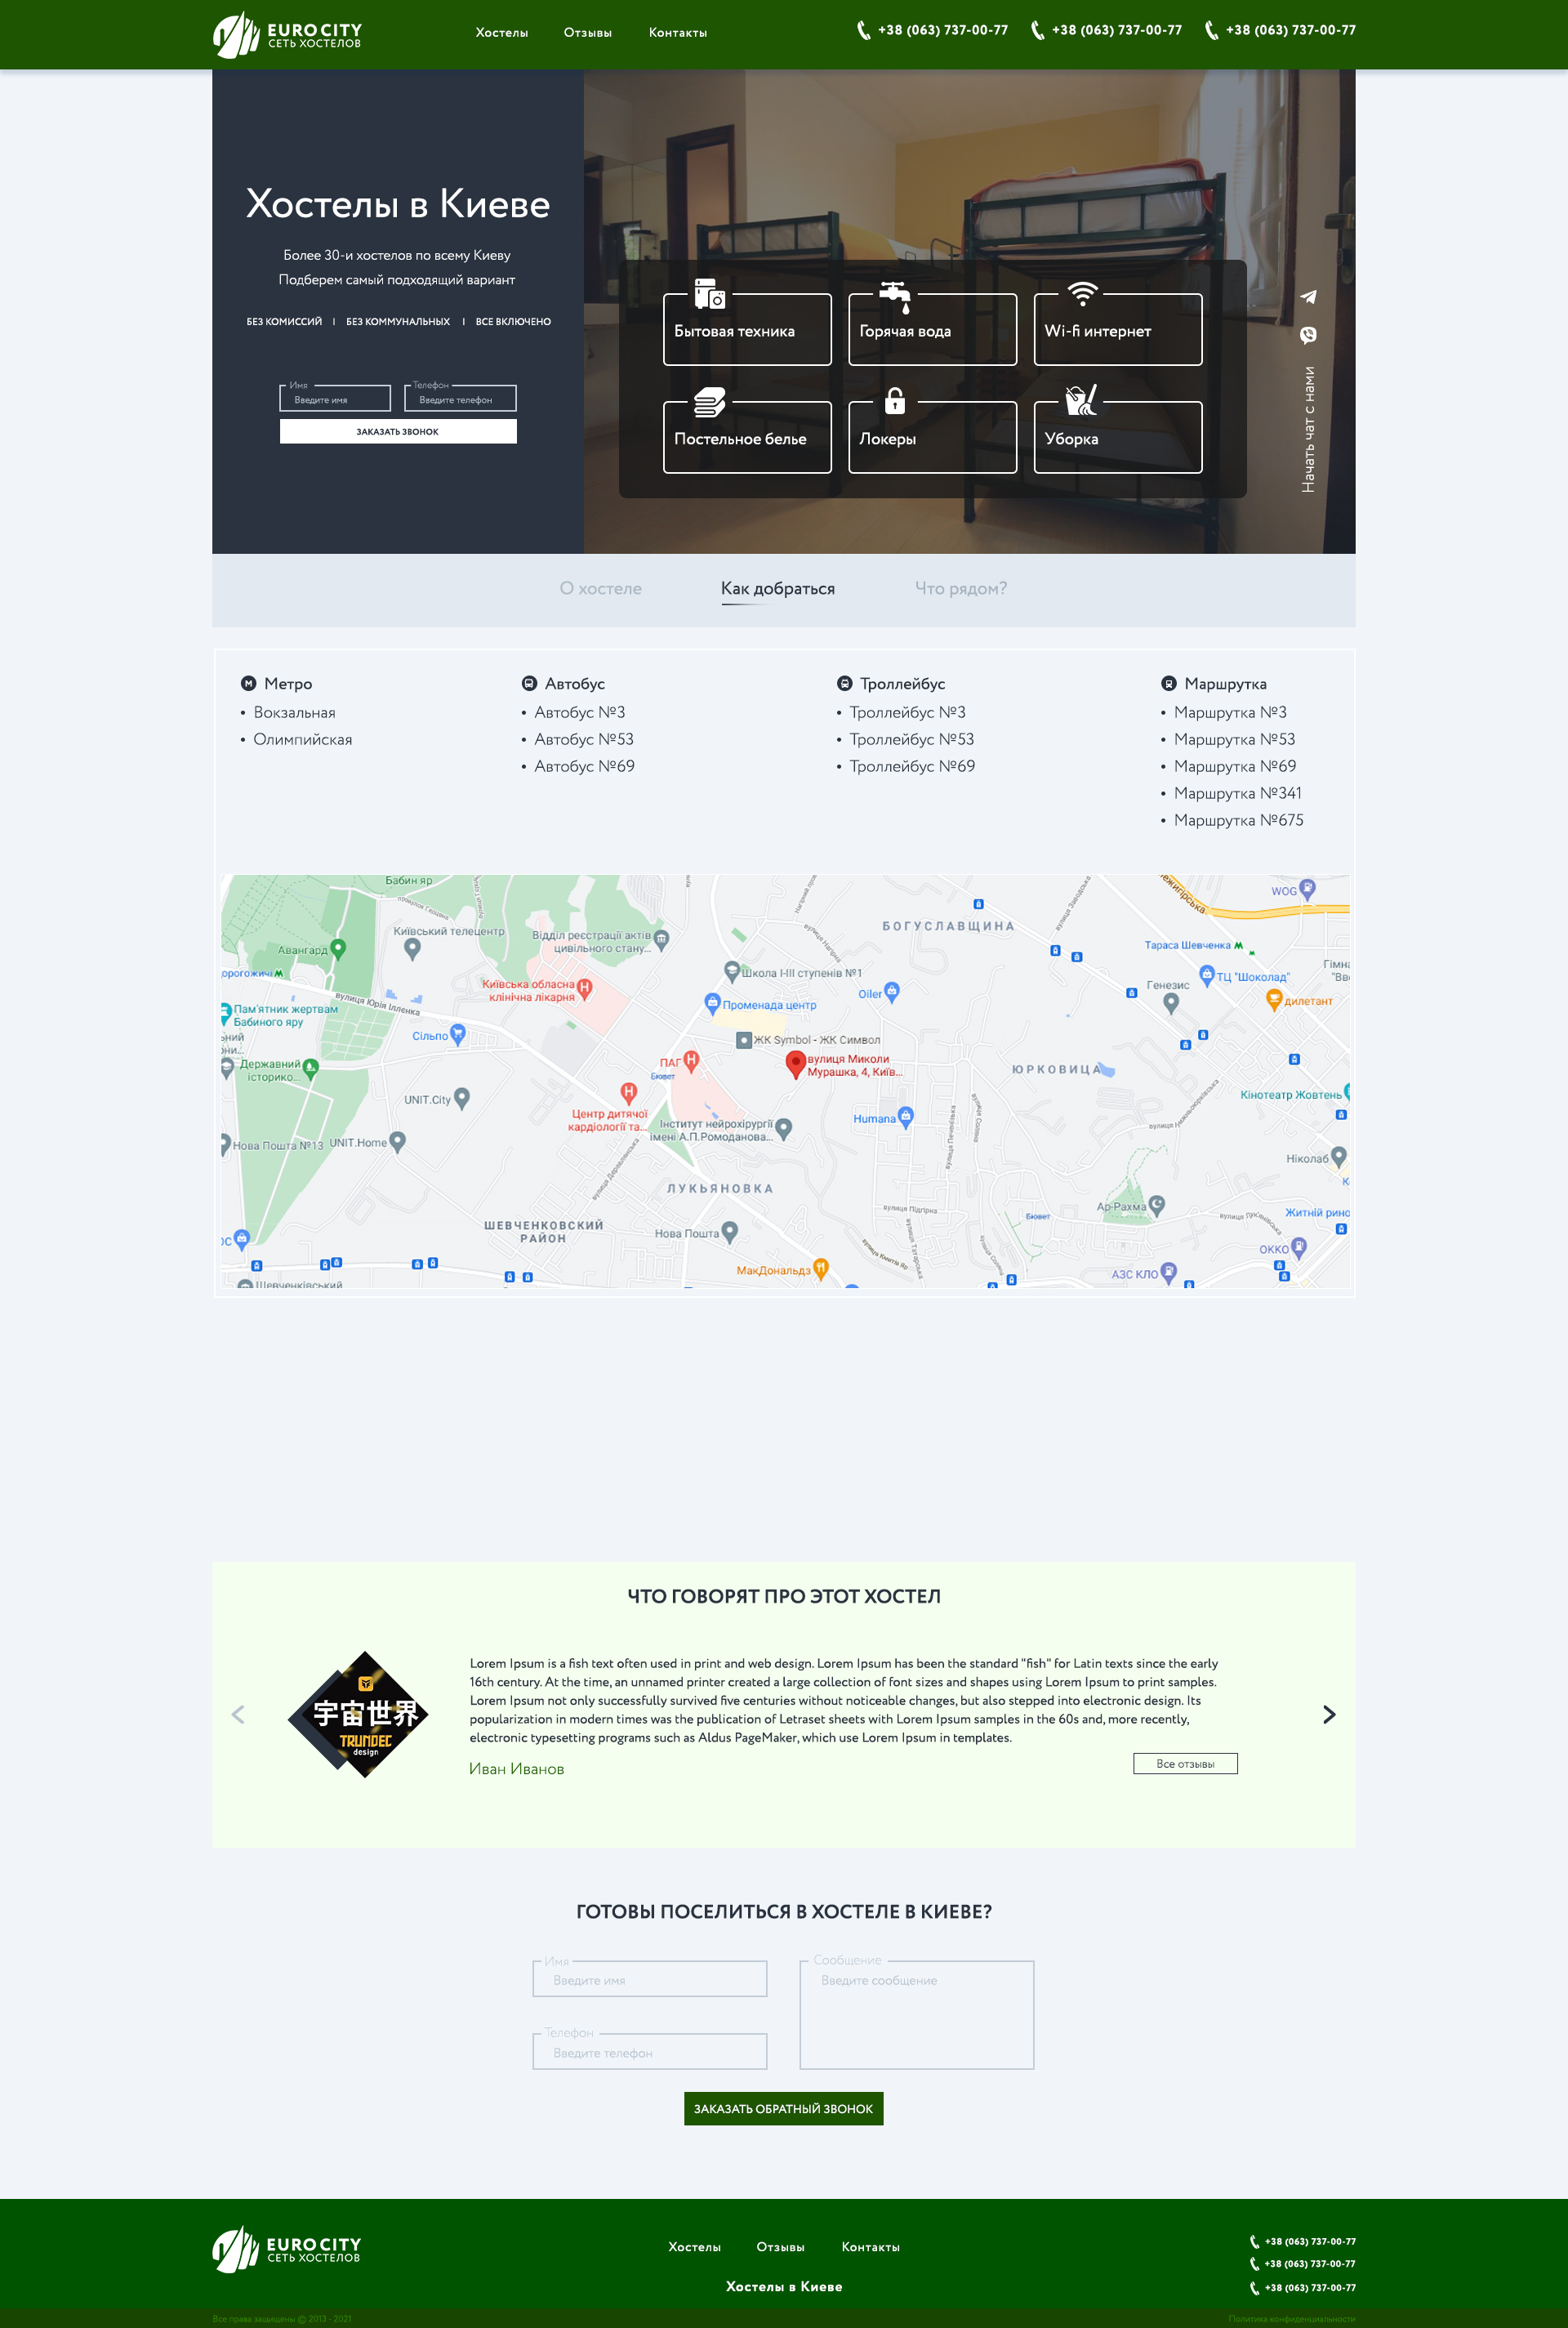 EUROCITY
СЕТЬ ХОСТЕЛОВ
Хостелы
Отзывы
Контакты
+38 (063) 737-00-77
+38 (063) 737-00-77
+38 (063) 737-00-77
Хостелы в Киеве
Более 30-и хостелов по всему Киеву
Подберем самый подходящий вариант
БЕЗ КОМИССИЙ | БЕЗ КОММУНАЛЬНЫХ | ВСЕ ВКЛЮЧЕНО
Имя
Введите имя
Телефон
Введите телефон
ЗАКАЗАТЬ ЗВОНОК
Бытовая техника
Горячая вода
Wi-fi интернет
Постельное белье
Локеры
Уборка
Начать чат с нами
О хостеле
Как добраться
Что рядом?
Метро
• Вокзальная
• Олимпийская
Автобус
• Автобус №3
• Автобус №53
• Автобус №69
Троллейбус
• Троллейбус №3
• Троллейбус №53
• Троллейбус №69
Маршрутка
• Маршрутка №3
• Маршрутка №53
• Маршрутка №69
• Маршрутка №341
• Маршрутка №675
Бабин яр
WOG
Київський телецентр
Відділ реєстрації актів
цивільного стану...
БОГУСЛАВЩИНА
Авангард
Тараса Шевченка
орогожичі
Школа I-III ступенів №1
ТЦ "Шоколад"
Київська обласна
клінічна лікарня
Oiler
Генезис
вулиця Юрія Іллєнка
Променада центр
дилетант
Пам'ятник жертвам
Бабиного яру
Сільпо
ЖК Symbol - ЖК Символ
ПАГ
вулиця Миколи
Мурашка, 4, Київ...
Державний
історико...
Бювет
ЮРКОВИЦА
UNIT.City
Кінотеатр Жовтень
Центр дитячої
кардіології та...
Humana
Інститут нейрохірургії
імені А.П.Ромоданова...
Нова Пошта №13
UNIT.Home
Ніколаб
ЛУКЬЯНОВКА
Ар-Рахма
вулиця Підгірна
Бювет
Житній рино
ШЕВЧЕНКОВСКИЙ
РАЙОН
Нова Пошта
ОККО
МакДональдз
АЗС КЛО
Шевченківський
ЧТО ГОВОРЯТ ПРО ЭТОТ ХОСТЕЛ
宇宙世界
TRUNDEC
design
Lorem Ipsum is a fish text often used in print and web design. Lorem Ipsum has been the standard "fish" for Latin texts since the early
16th century. At the time, an unnamed printer created a large collection of font sizes and shapes using Lorem Ipsum to print samples.
Lorem Ipsum not only successfully survived five centuries without noticeable changes, but also stepped into electronic design. Its
popularization in modern times was the publication of Letraset sheets with Lorem Ipsum samples in the 60s and, more recently,
electronic typesetting programs such as Aldus PageMaker, which use Lorem Ipsum in templates.
Иван Иванов
Все отзывы
ГОТОВЫ ПОСЕЛИТЬСЯ В ХОСТЕЛЕ В КИЕВЕ?
Имя
Введите имя
Сообщение
Введите сообщение
Телефон
Введите телефон
ЗАКАЗАТЬ ОБРАТНЫЙ ЗВОНОК
EUROCITY
СЕТЬ ХОСТЕЛОВ
Хостелы
Отзывы
Контакты
Хостелы в Киеве
+38 (063) 737-00-77
+38 (063) 737-00-77
+38 (063) 737-00-77
Все права защищены © 2013 - 2021
Политика конфиденциальности